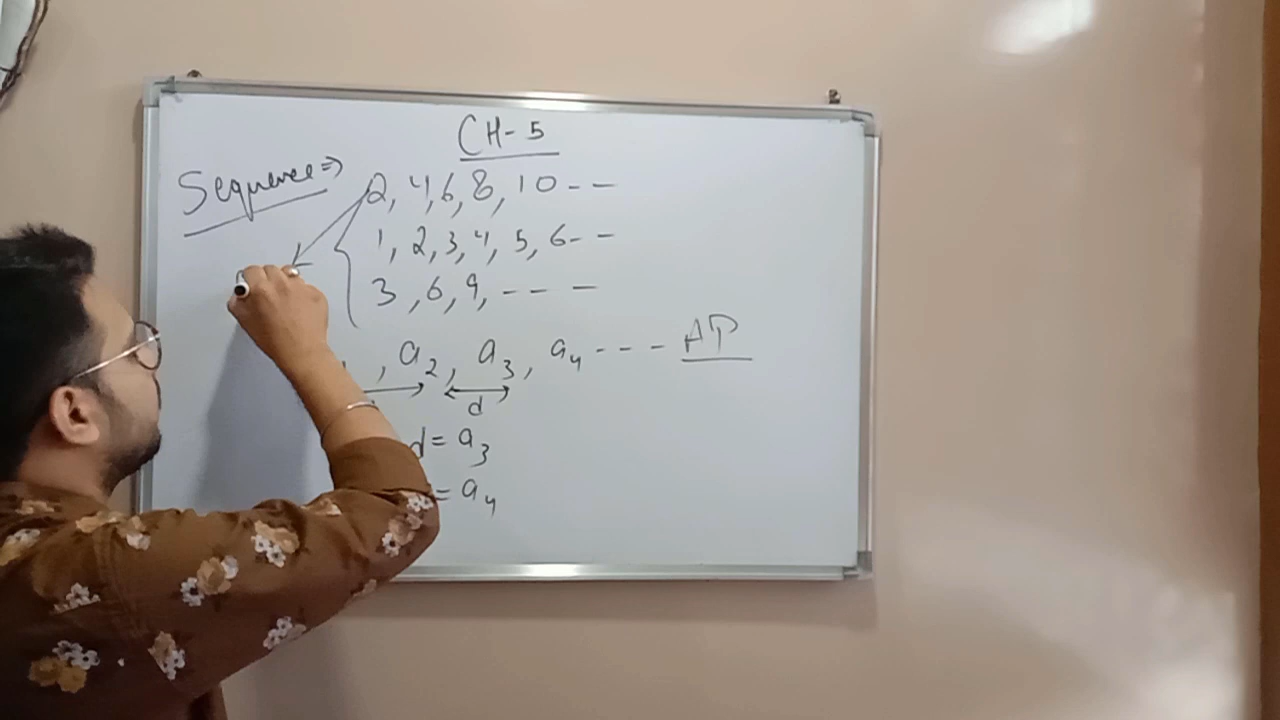 CH-5
Sequence ⇒ 2, 4, 6, 8, 10 - -
1, 2, 3, 4, 5, 6 - -
3, 6, 9, - - -
, a₂, a₃, a₄ - - - AP
d
d = a₃
= a₄